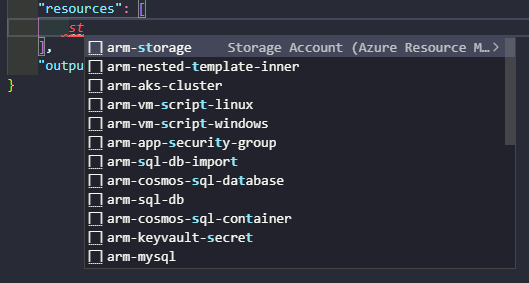 "resources": [
st
arm-storage Storage Account (Azure Resource M…
],
arm-nested-template-inner
"outpu
arm-aks-cluster
}
arm-vm-script-linux
arm-vm-script-windows
arm-app-security-group
arm-sql-db-import
arm-cosmos-sql-database
arm-sql-db
arm-cosmos-sql-container
arm-keyvault-secret
arm-mysql